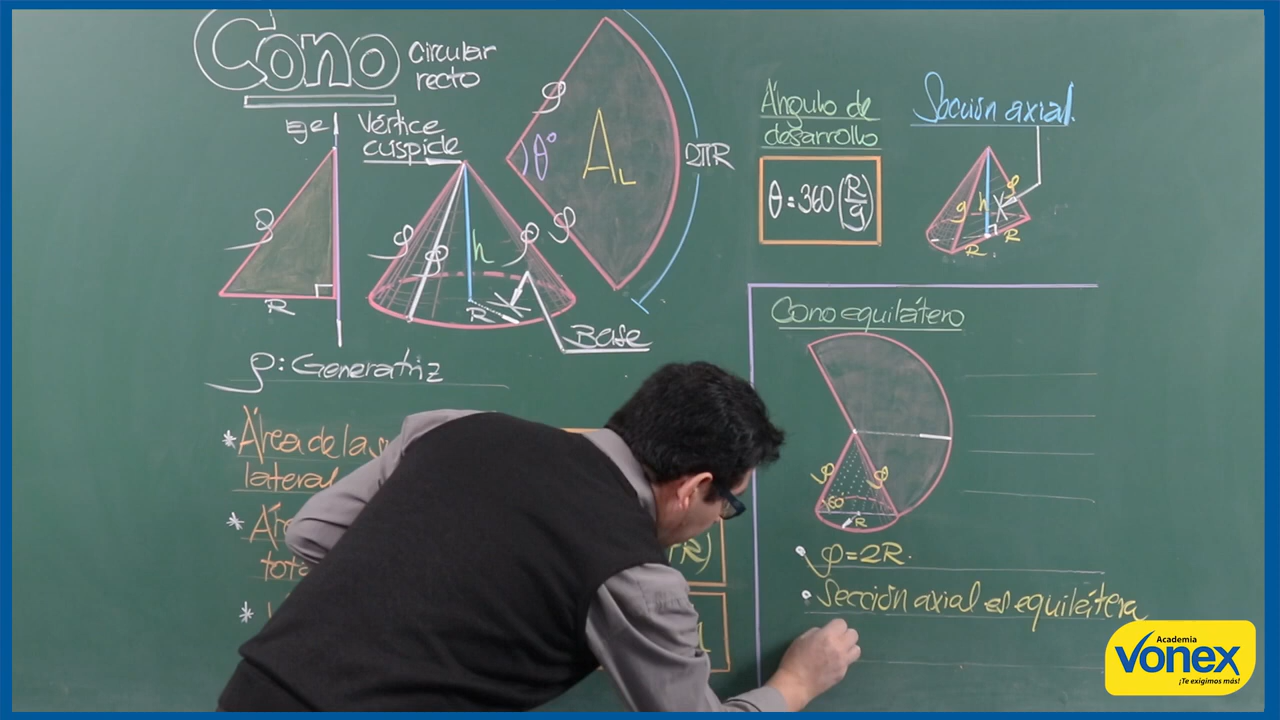 Cono
Circular
recto
Eje
Vértice
cúspide
g
θ°
A_L
2πR
g
g
g
g
g
h
R
R
Base
g: Generatriz
* Área de la
lateral
* 
tota
*
R)
Ángulo de
desarrollo
θ = 360 (R/g)
Sección axial.
g
h
g
R
R
Cono equilátero
g
g
60
R
• g = 2R.
• Sección axial es equilátera
Academia
Vonex
¡Te exigimos más!